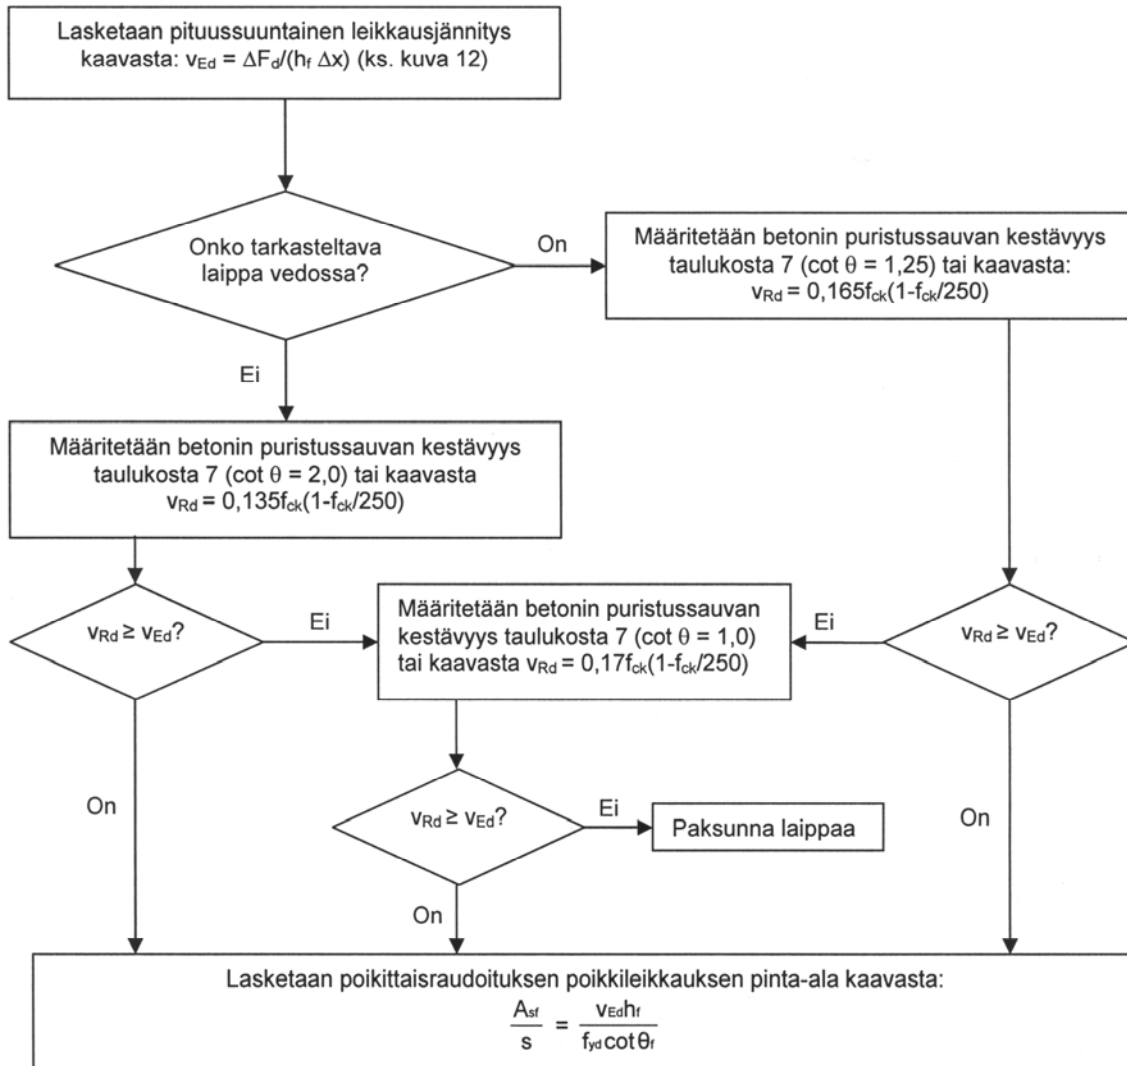 Lasketaan pituussuuntainen leikkausjännitys
kaavasta: vEd = ΔFd/(hf Δx) (ks. kuva 12)
Onko tarkasteltava
laippa vedossa?
On
Määritetään betonin puristussauvan kestävyys
taulukosta 7 (cot θ = 1,25) tai kaavasta:
vRd = 0,165fck(1-fck/250)
Ei
Määritetään betonin puristussauvan kestävyys
taulukosta 7 (cot θ = 2,0) tai kaavasta
vRd = 0,135fck(1-fck/250)
vRd ≥ vEd?
Ei
Määritetään betonin puristussauvan
kestävyys taulukosta 7 (cot θ = 1,0)
tai kaavasta vRd = 0,17fck(1-fck/250)
Ei
vRd ≥ vEd?
On
vRd ≥ vEd?
Ei
Paksunna laippaa
On
On
Lasketaan poikittaisraudoituksen poikkileikkauksen pinta-ala kaavasta:
Asf/s = vEdhf/(fyd cot θf)